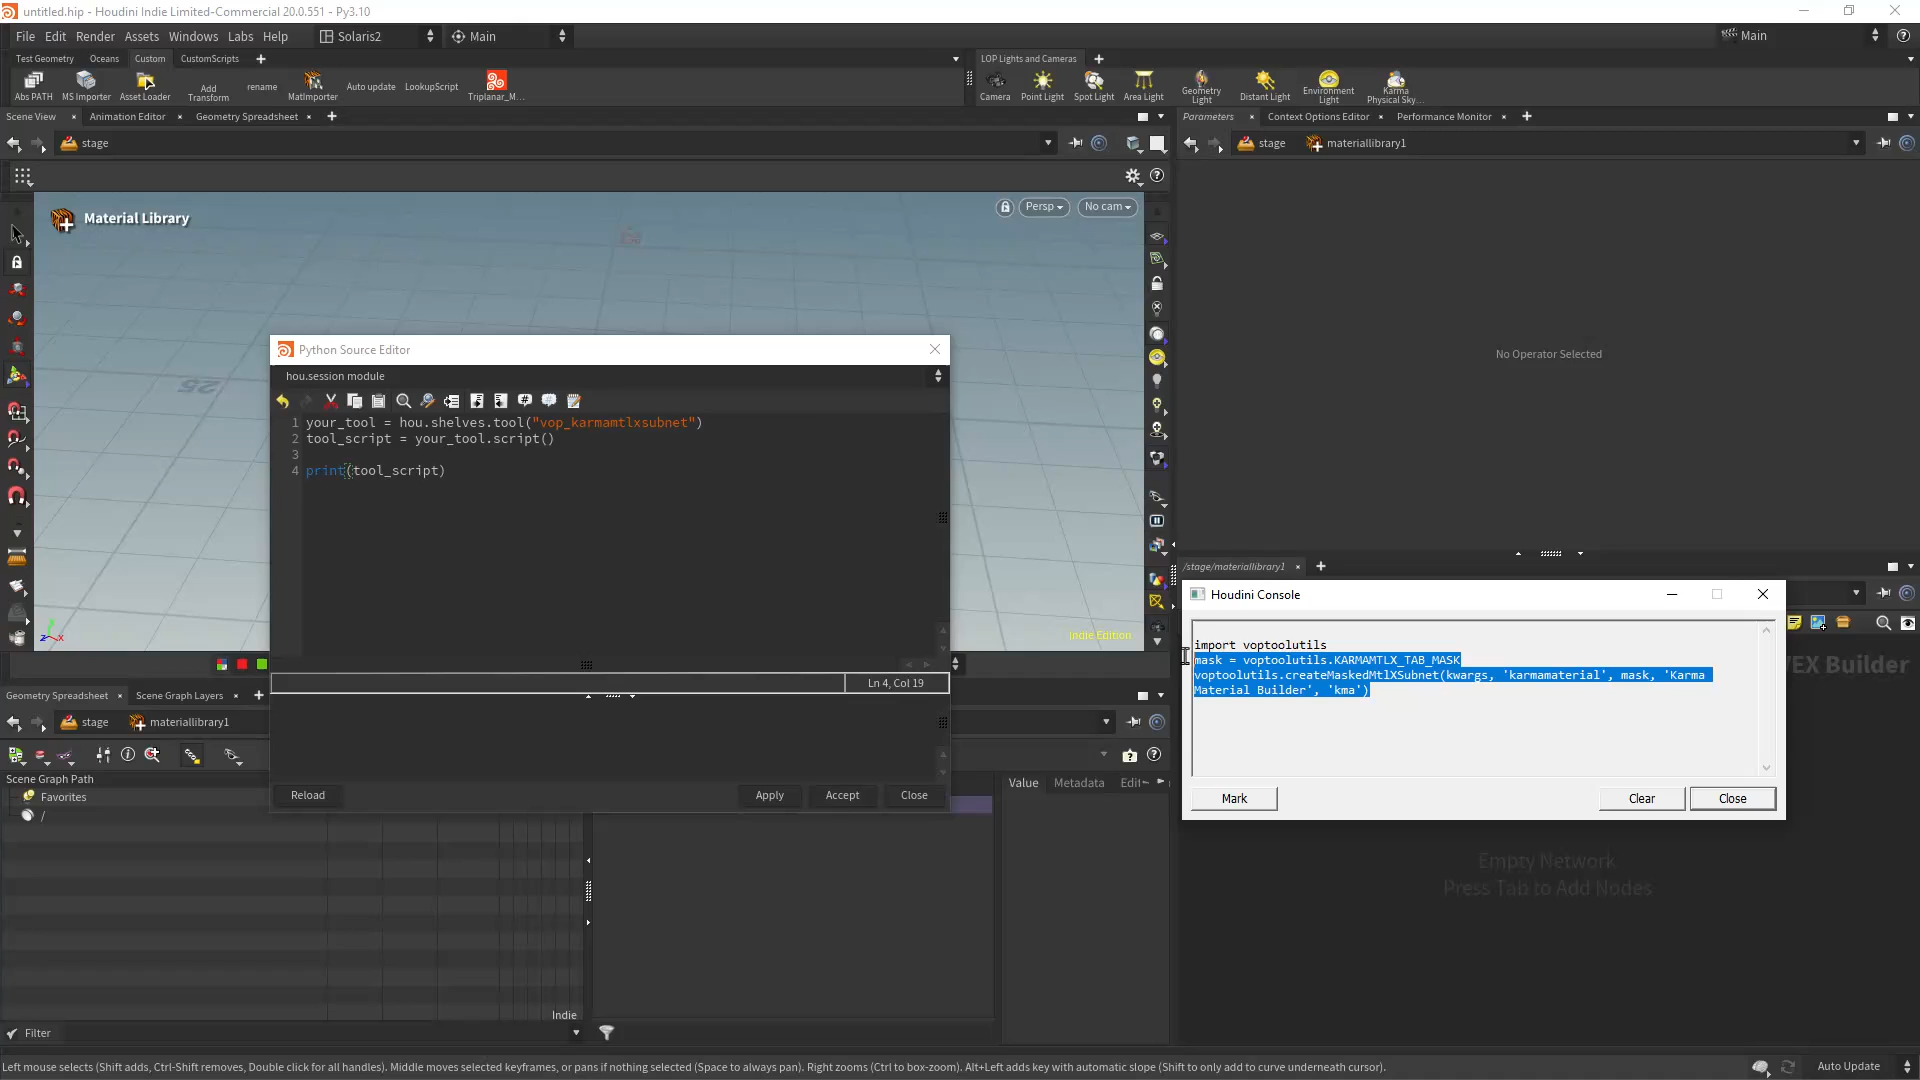 untitled.hip - Houdini Indie Limited-Commercial 20.0.551 - Py3.10
File Edit Render Assets Windows Labs Help Solaris2 Main Main
Test Geometry Oceans Custom CustomScripts LOP Lights and Cameras
Abs PATH MS Importer Asset Loader Add Transform rename MatImporter Auto update LookupScript Triplanar_M...
Camera Point Light Spot Light Area Light Geometry Light Distant Light Environment Light Karma Physical Sky...
Scene View Animation Editor Geometry Spreadsheet
Parameters Context Options Editor Performance Monitor
stage
stage materiallibrary1
Material Library
Persp No cam
No Operator Selected
25
Python Source Editor
hou.session module
1 your_tool = hou.shelves.tool("vop_karmamtlxsubnet")
2 tool_script = your_tool.script()
3
4 print(tool_script)
Ln 4, Col 19
Reload Apply Accept Close
Indie Edition
z x
/stage/materiallibrary1
Houdini Console
import voptoolutils
mask = voptoolutils.KARMAMTLX_TAB_MASK
voptoolutils.createMaskedMtlXSubnet(kwargs, 'karmamaterial', mask, 'Karma
Material Builder', 'kma')
Mark Clear Close
VEX Builder
Empty Network
Press Tab to Add Nodes
Geometry Spreadsheet Scene Graph Layers
stage materiallibrary1
Scene Graph Path
Favorites
/
Value Metadata Edit
Indie
Filter
Left mouse selects (Shift adds, Ctrl-Shift removes, Double click for all handles). Middle moves selected keyframes, or pans if nothing selected (Space to always pan). Right zooms (Ctrl to box-zoom). Alt+Left adds key with automatic slope (Shift to only add to curve underneath cursor).
Auto Update